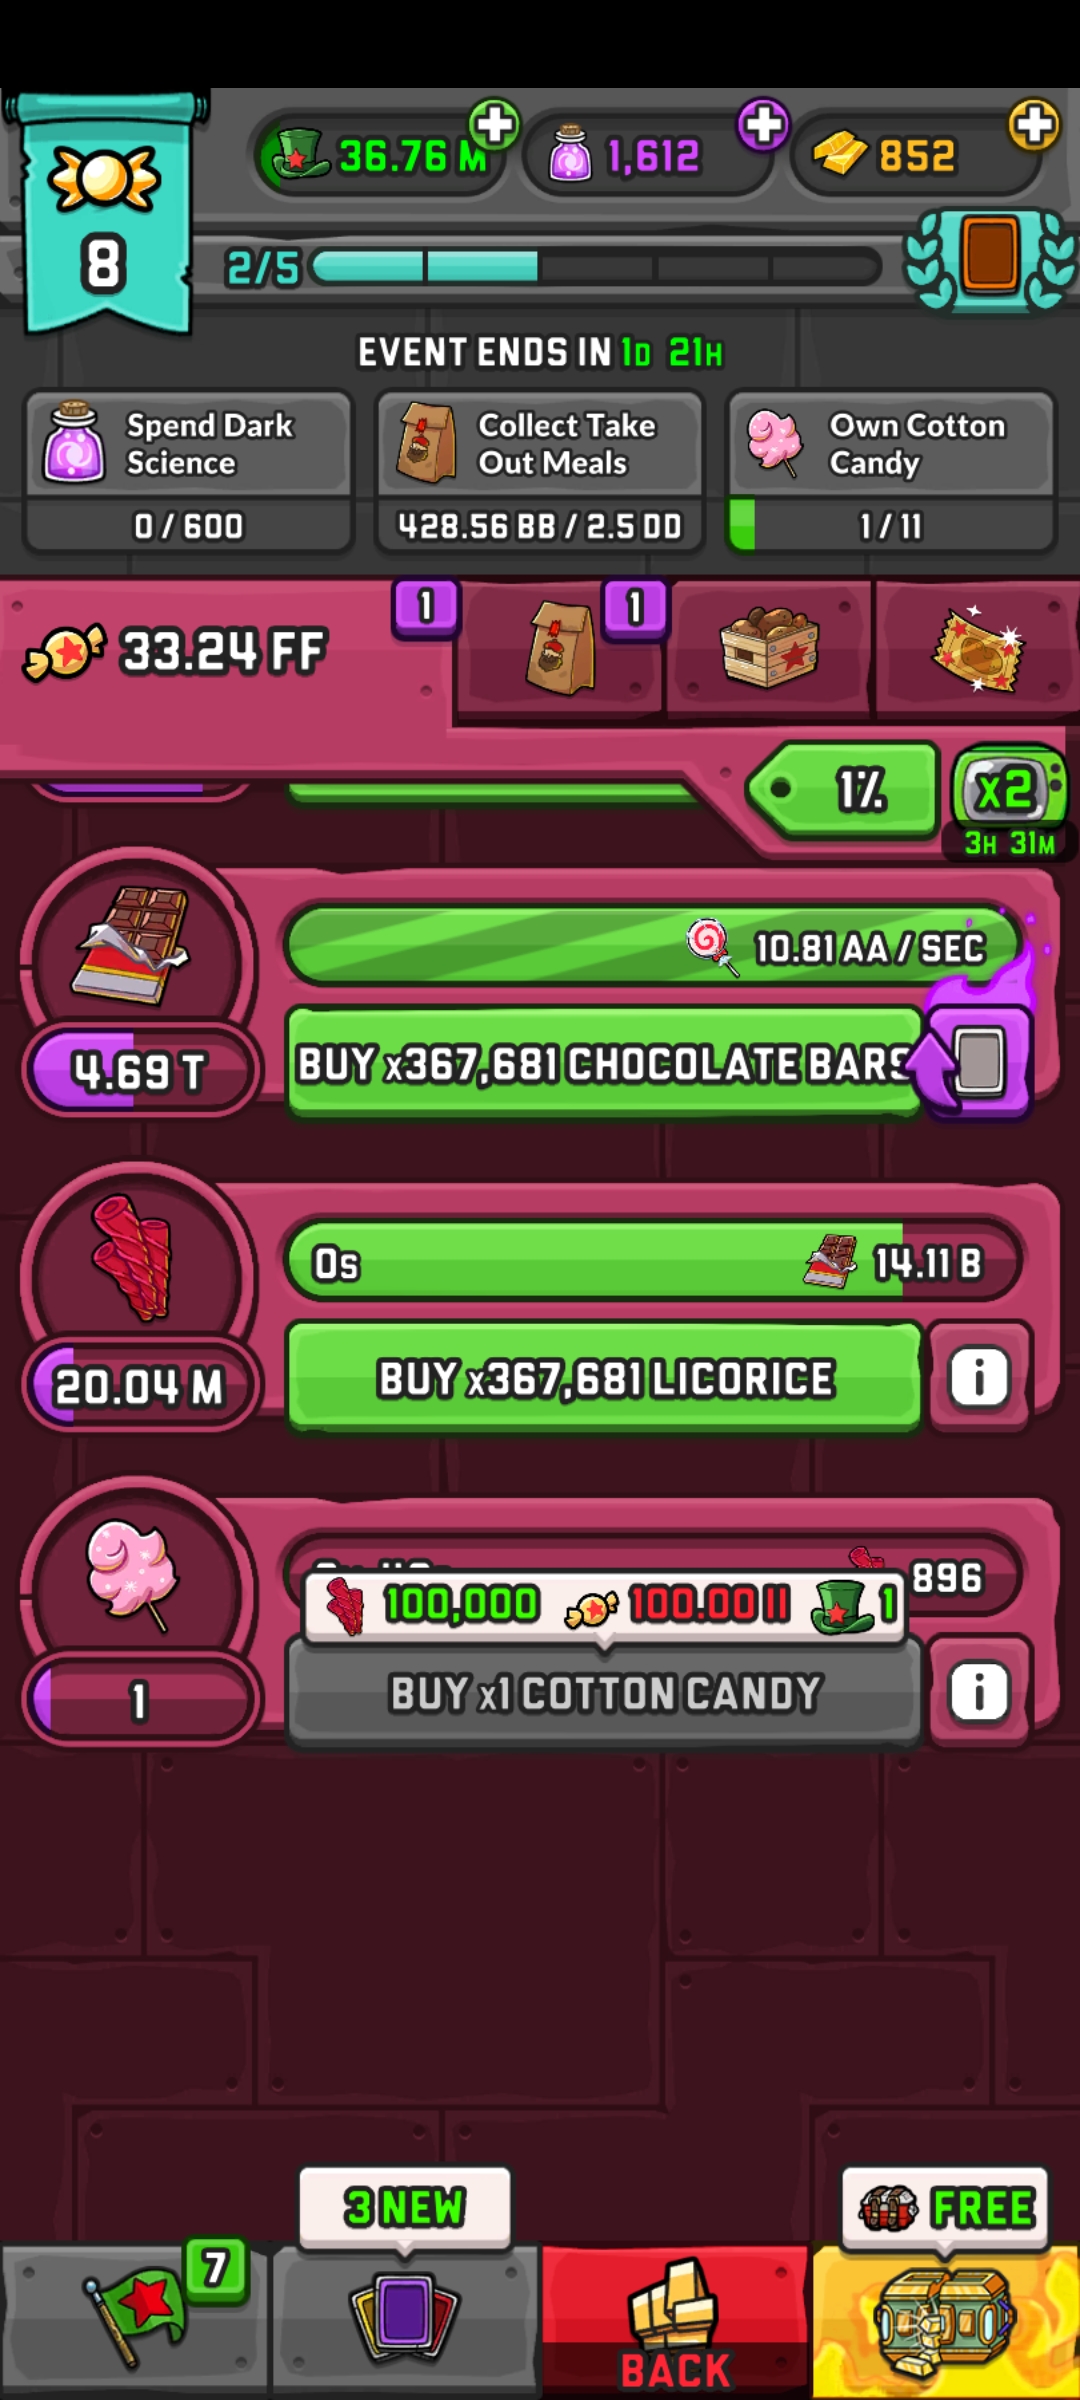 36.76 M
1,612
852
8
2/5
EVENT ENDS IN 1D 21H
Spend Dark
Science
0 / 600
Collect Take
Out Meals
428.56 BB / 2.5 DD
Own Cotton
Candy
1 / 11
33.24 FF
1
1
1%
x2
3H 31M
10.81 AA / SEC
4.69 T
BUY x367,681 CHOCOLATE BARS
0s
14.11 B
20.04 M
BUY x367,681 LICORICE
896
100,000
100.00 II
1
1
BUY x1 COTTON CANDY
3 NEW
FREE
7
BACK